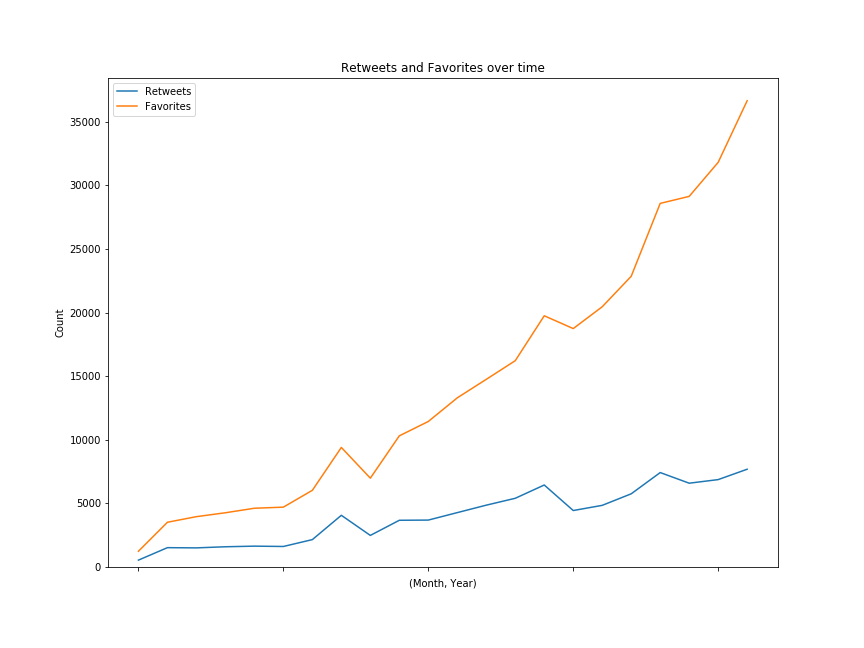 Retweets and Favorites over time
Retweets
Favorites
35000
30000
25000
20000
15000
10000
5000
0
Count
(Month, Year)